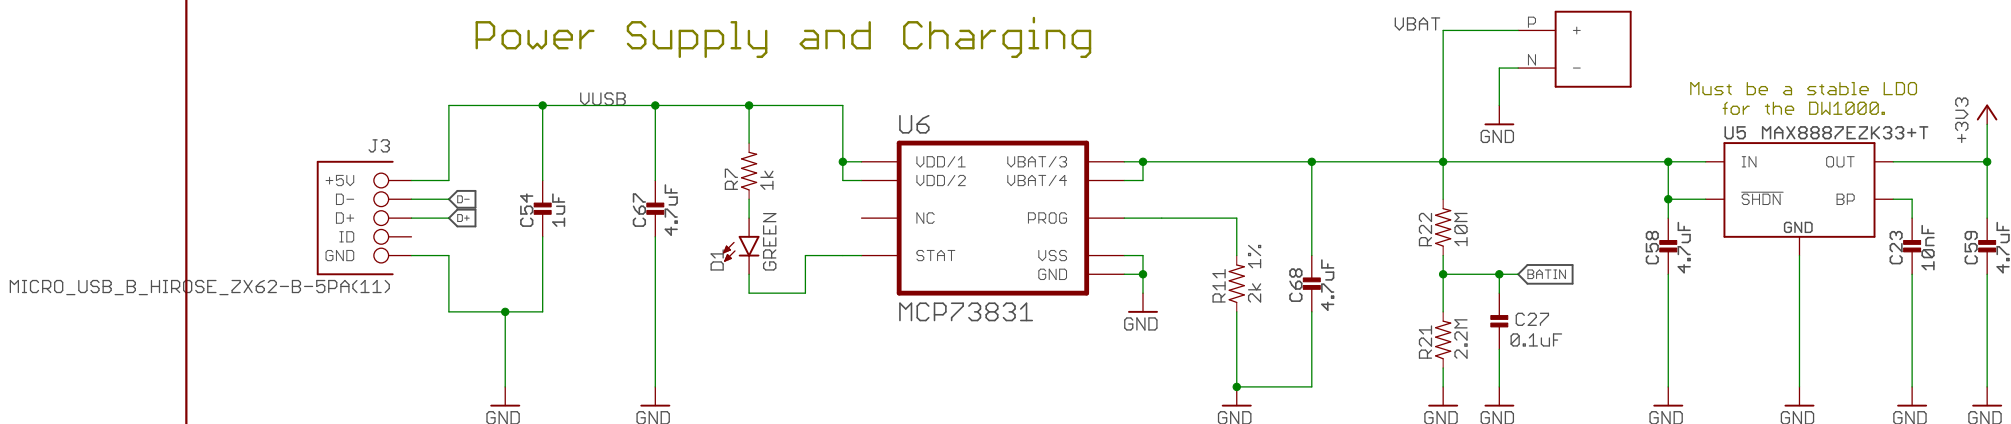 Power Supply and Charging
VBAT
P
+
N
-
GND
Must be a stable LDO
for the DW1000.
+3V3
U5 MAX8887EZK33+T
IN
OUT
SHDN
BP
GND
VUSB
J3
+5V
D-
D+
ID
GND
D-
D+
MICRO_USB_B_HIROSE_ZX62-B-5PA(11)
C54
1uF
C67
4.7uF
R7
1k
D1
GREEN
U6
VDD/1
VDD/2
NC
STAT
VBAT/3
VBAT/4
PROG
VSS
GND
MCP73831
GND
R11
2k 1%
C68
4.7uF
R22
10M
BATIN
R21
2.2M
C27
0.1uF
C58
4.7uF
C23
10nF
C59
4.7uF
GND
GND
GND
GND
GND
GND
GND
GND
GND